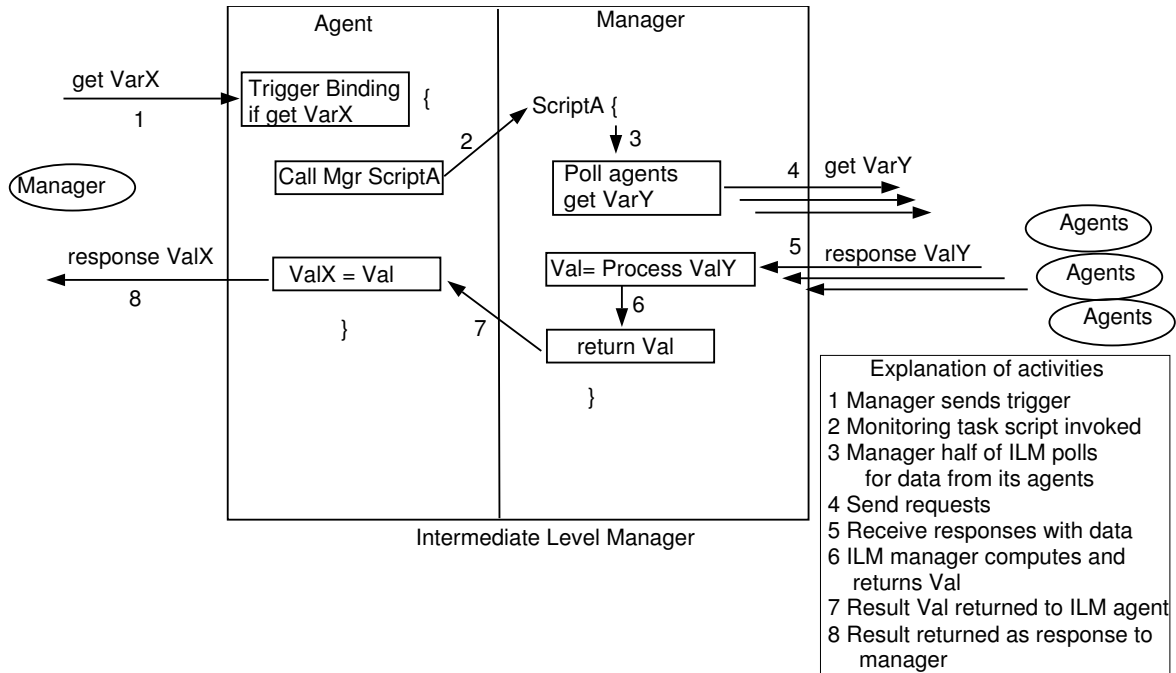 Agent
Manager
get VarX
1
Trigger Binding
if get VarX
{
2
ScriptA {
3
Call Mgr ScriptA
Poll agents
get VarY
4
get VarY
Manager
Agents
response ValX
8
ValX = Val
}
7
Val= Process ValY
6
return Val
}
5
response ValY
Agents
Agents
Intermediate Level Manager
Explanation of activities
1 Manager sends trigger
2 Monitoring task script invoked
3 Manager half of ILM polls
for data from its agents
4 Send requests
5 Receive responses with data
6 ILM manager computes and
returns Val
7 Result Val returned to ILM agent
8 Result returned as response to
manager